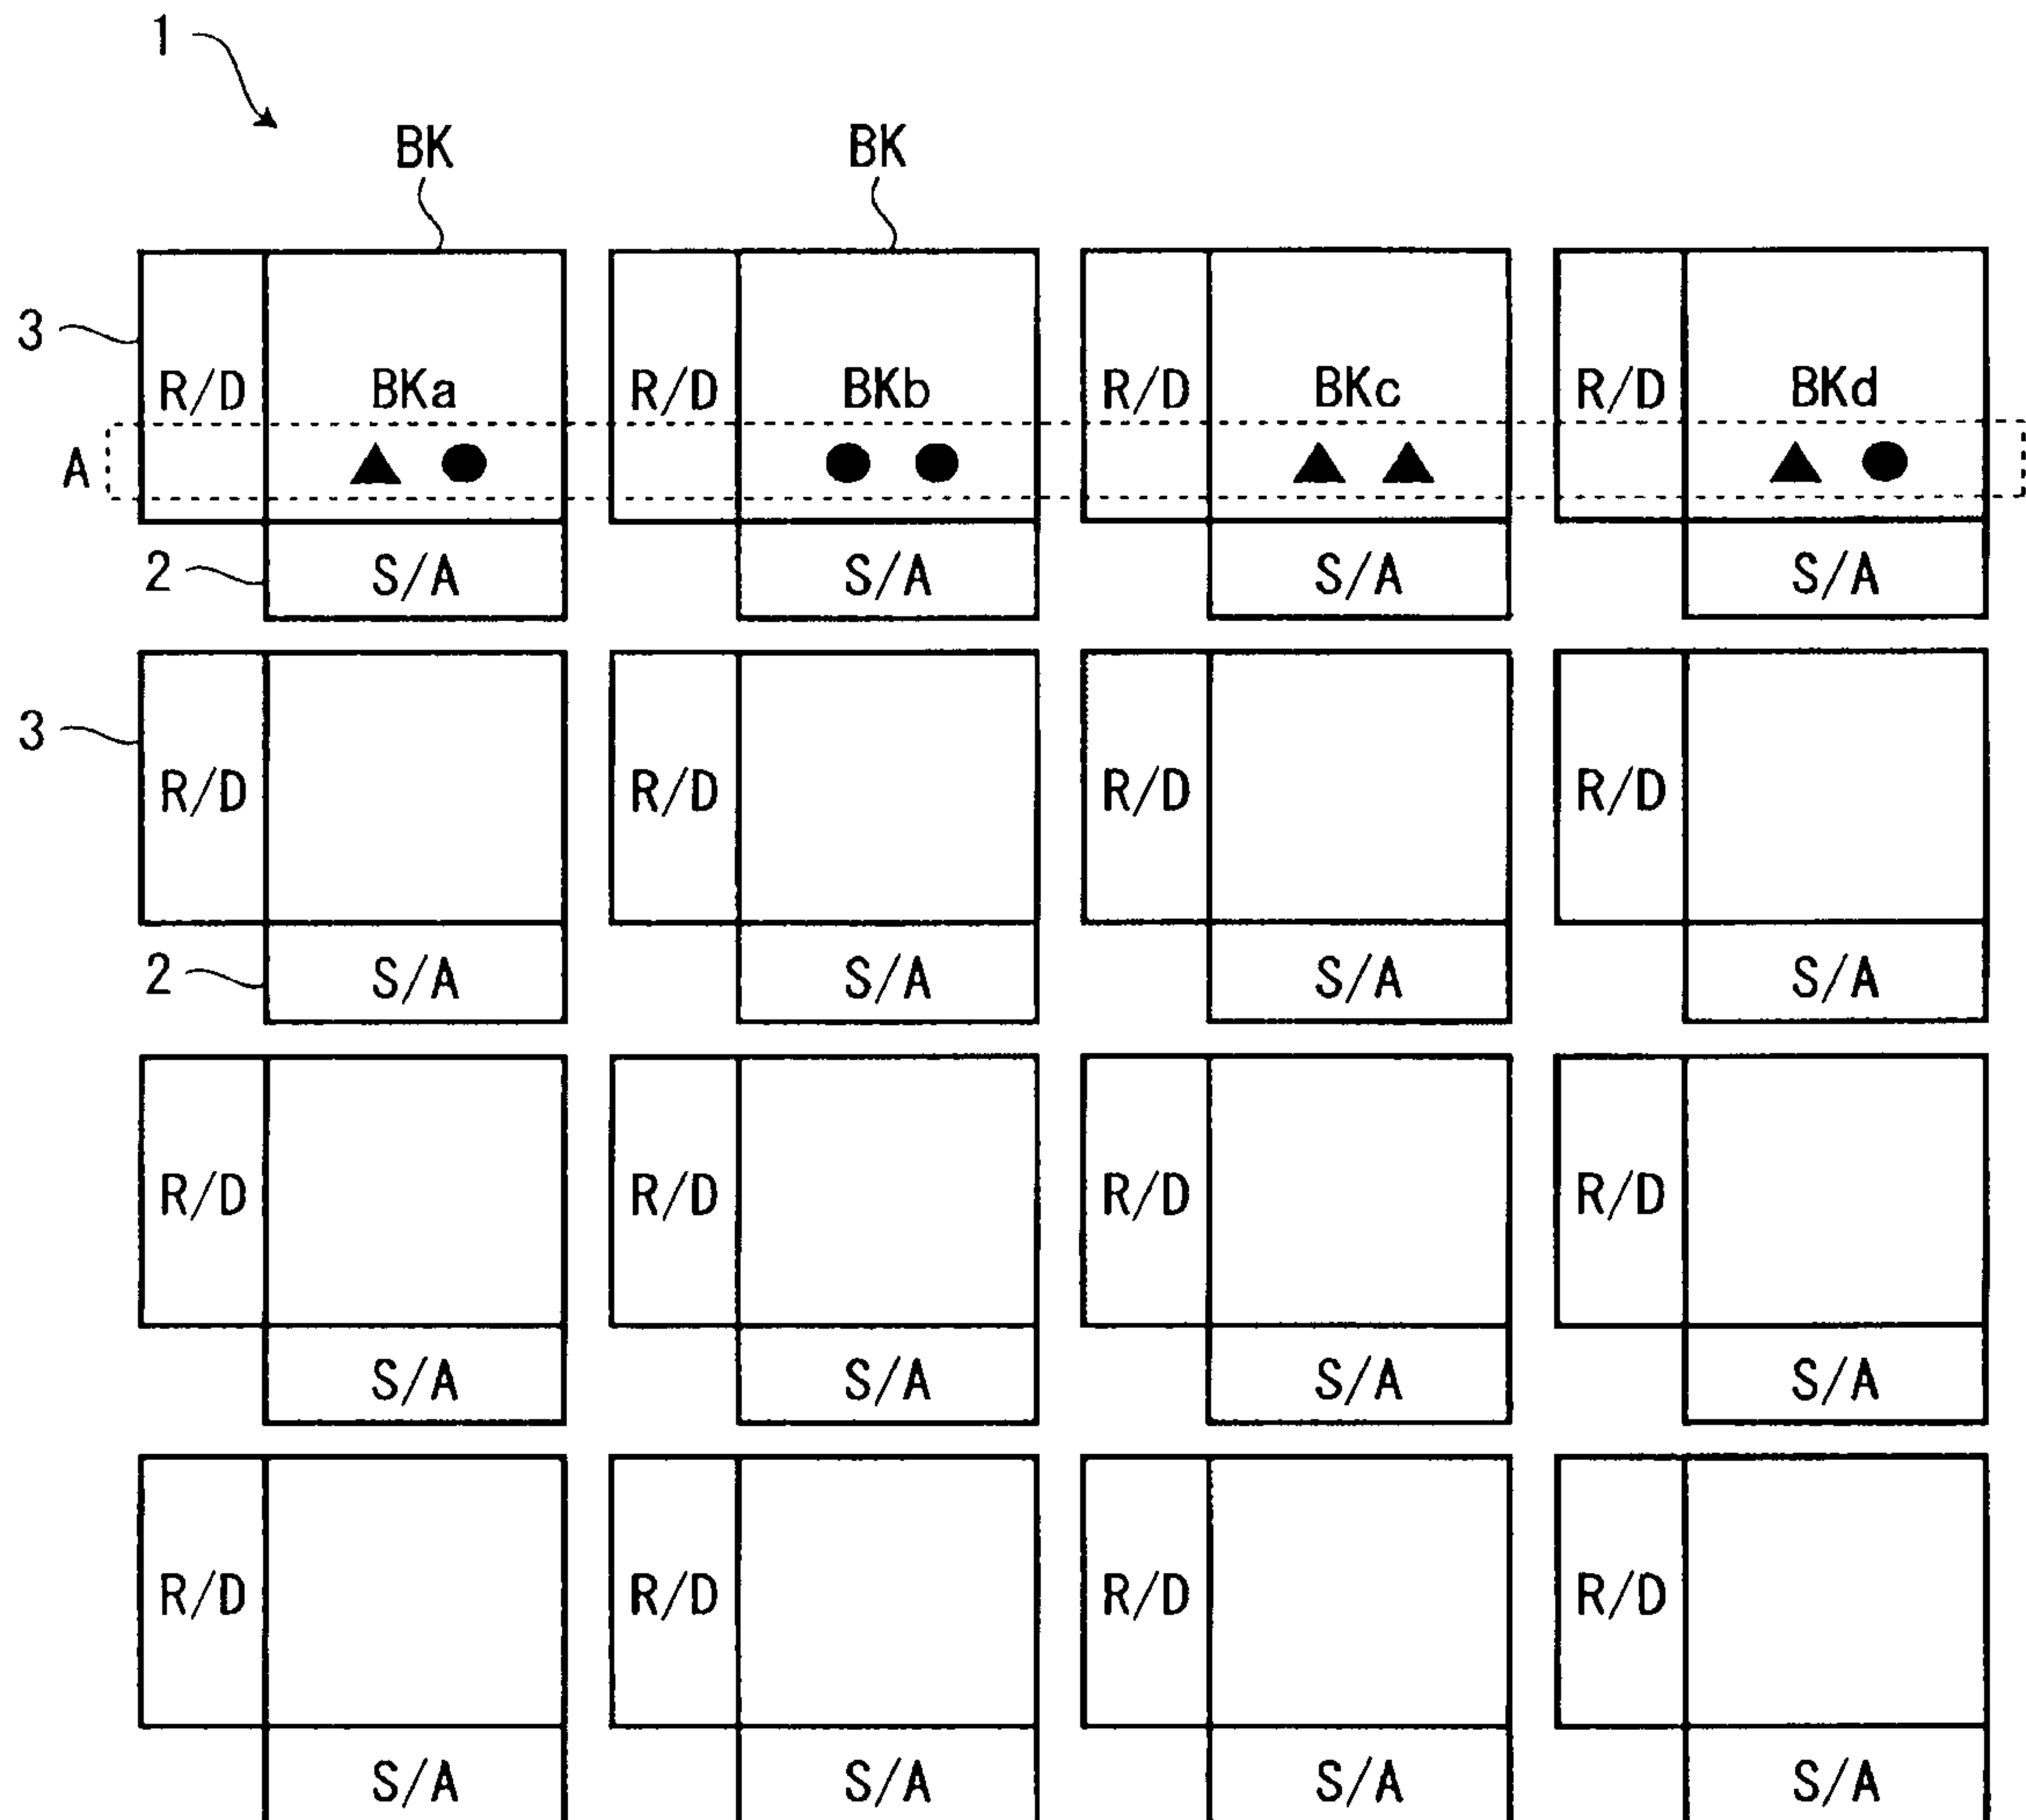 1
BK BK
3 R/D BKa R/D BKb R/D BKc R/D BKd
A
2 S/A S/A S/A S/A
3 R/D R/D R/D R/D
2 S/A S/A S/A S/A
R/D R/D R/D R/D
S/A S/A S/A S/A
R/D R/D R/D R/D
S/A S/A S/A S/A